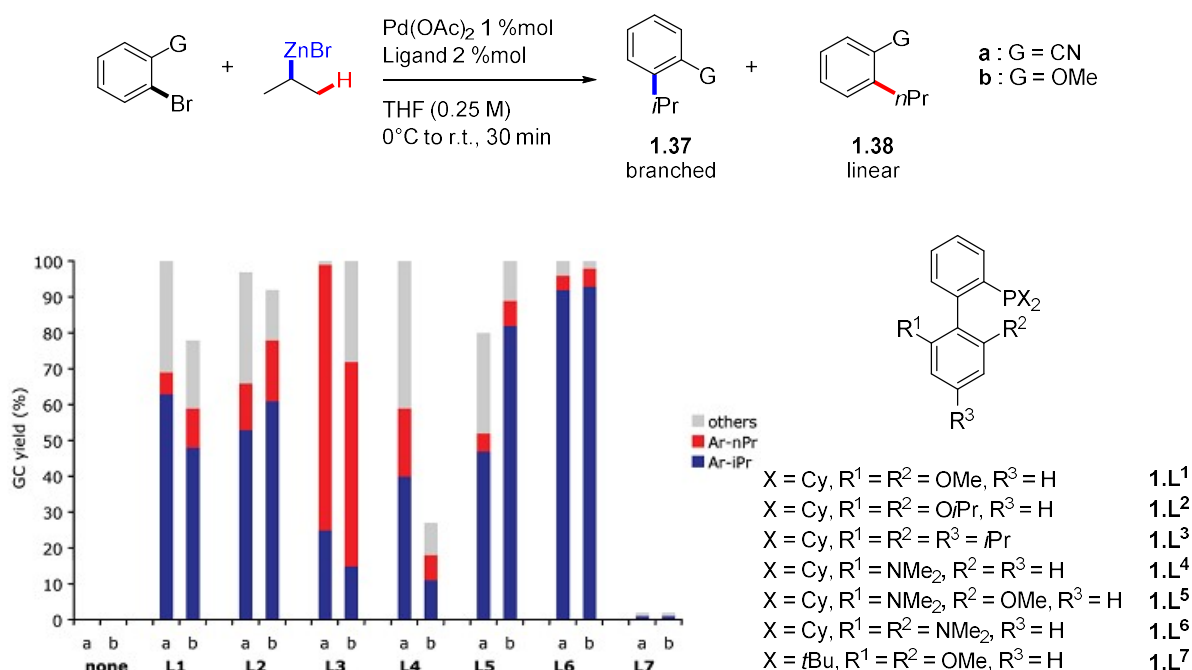 G
ZnBr
H
Br
+
Pd(OAc)₂ 1 %mol
Ligand 2 %mol
THF (0.25 M)
0°C to r.t., 30 min
G
iPr
1.37
branched
+
G
nPr
1.38
linear
a : G = CN
b : G = OMe
GC yield (%)
100
90
80
70
60
50
40
30
20
10
0
a b a b a b a b a b a b a b a b
none L1 L2 L3 L4 L5 L6 L7
others
Ar-nPr
Ar-iPr
PX₂
R¹
R²
R³
X = Cy, R¹ = R² = OMe, R³ = H 1.L¹
X = Cy, R¹ = R² = OiPr, R³ = H 1.L²
X = Cy, R¹ = R² = R³ = iPr 1.L³
X = Cy, R¹ = NMe₂, R² = R³ = H 1.L⁴
X = Cy, R¹ = NMe₂, R² = OMe, R³ = H 1.L⁵
X = Cy, R¹ = R² = NMe₂, R³ = H 1.L⁶
X = tBu, R¹ = R² = OMe, R³ = H 1.L⁷